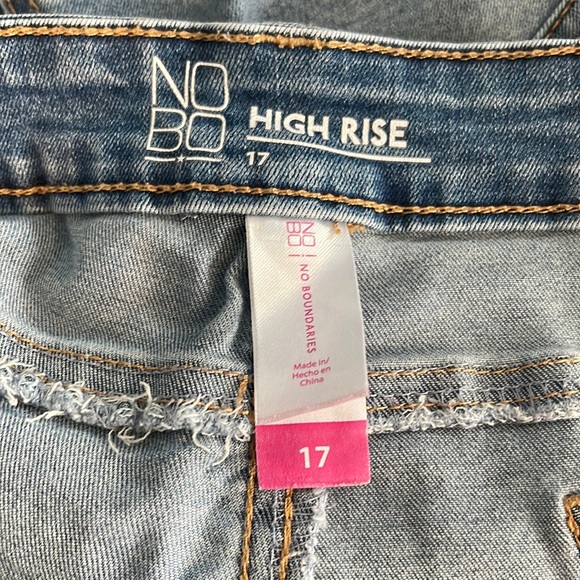 NO
BO
HIGH RISE
17
NO
BO
NO BOUNDARIES
Made in/
Hecho en
China
17